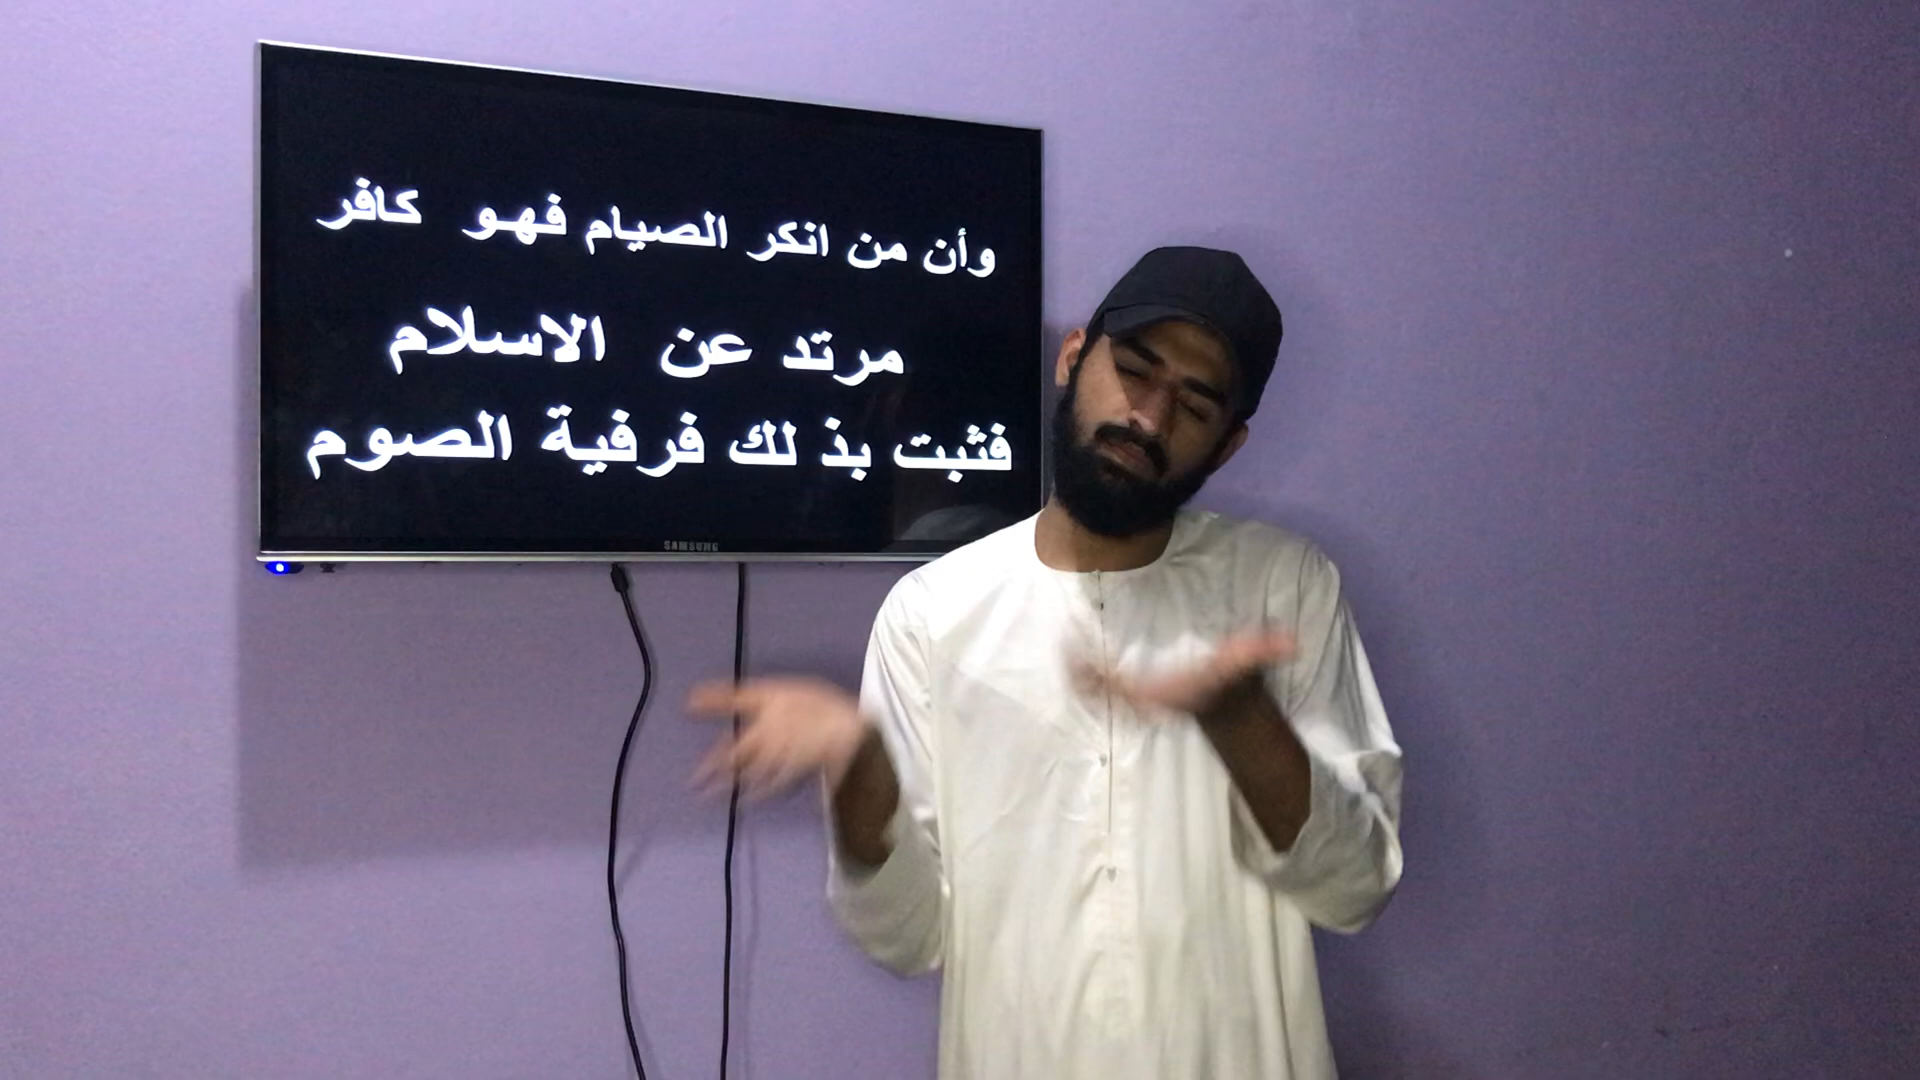 وأن من انكر الصيام فهو كافر
مرتد عن الاسلام
فثبت بذ لك فرفية الصوم
SAMSUNG